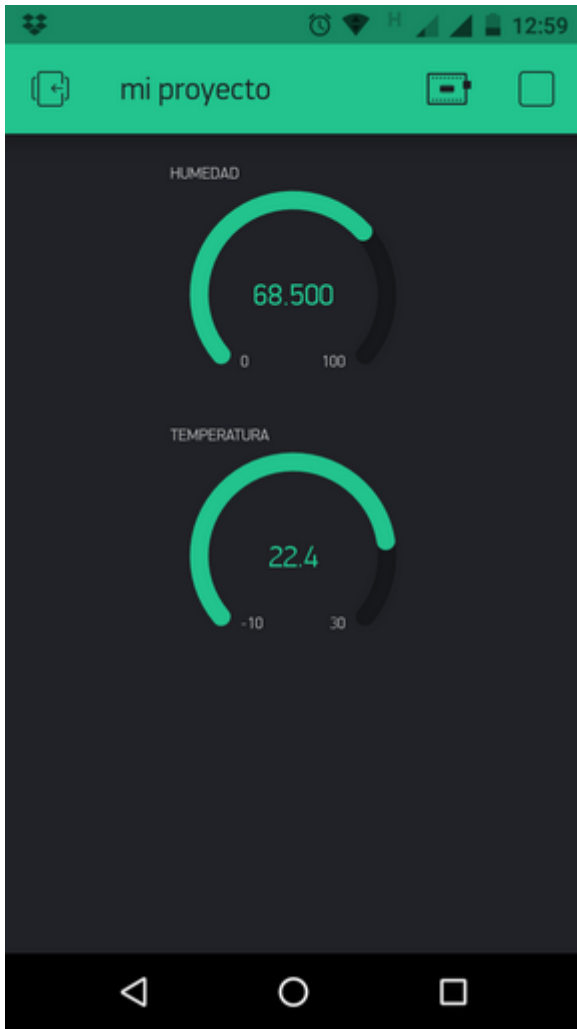 H 12:59
mi proyecto
HUMEDAD
68.500
0 100
TEMPERATURA
22.4
-10 30